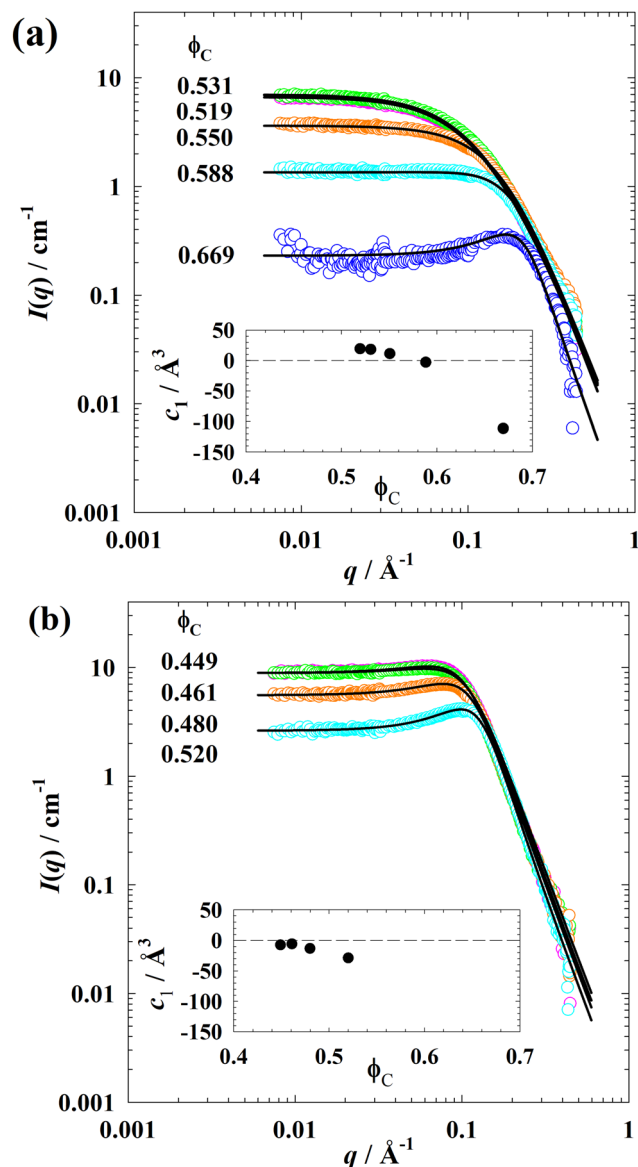 (a)
ϕC
0.531
0.519
0.550
0.588
0.669
10
1
0.1
0.01
0.001
I(q) / cm-1
50
0
-50
-100
-150
c1 / Å3
0.4 0.5 0.6 0.7
ϕC
0.001 0.01 0.1 1
q / Å-1
(b)
ϕC
0.449
0.461
0.480
0.520
10
1
0.1
0.01
0.001
I(q) / cm-1
50
0
-50
-100
-150
c1 / Å3
0.4 0.5 0.6 0.7
ϕC
0.001 0.01 0.1 1
q / Å-1